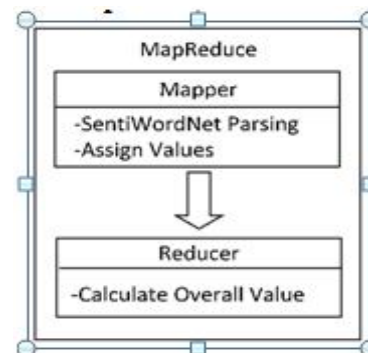 MapReduce
Mapper
-SentiWordNet Parsing
-Assign Values
Reducer
-Calculate Overall Value